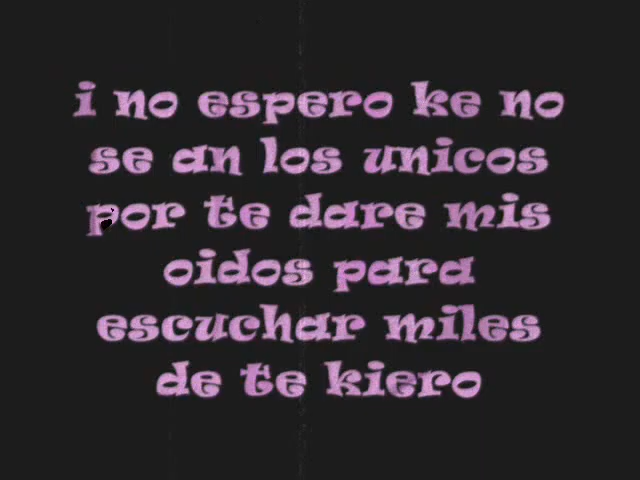 i no espero ke no
se an los unicos
por te dare mis
oidos para
escuchar miles
de te kiero